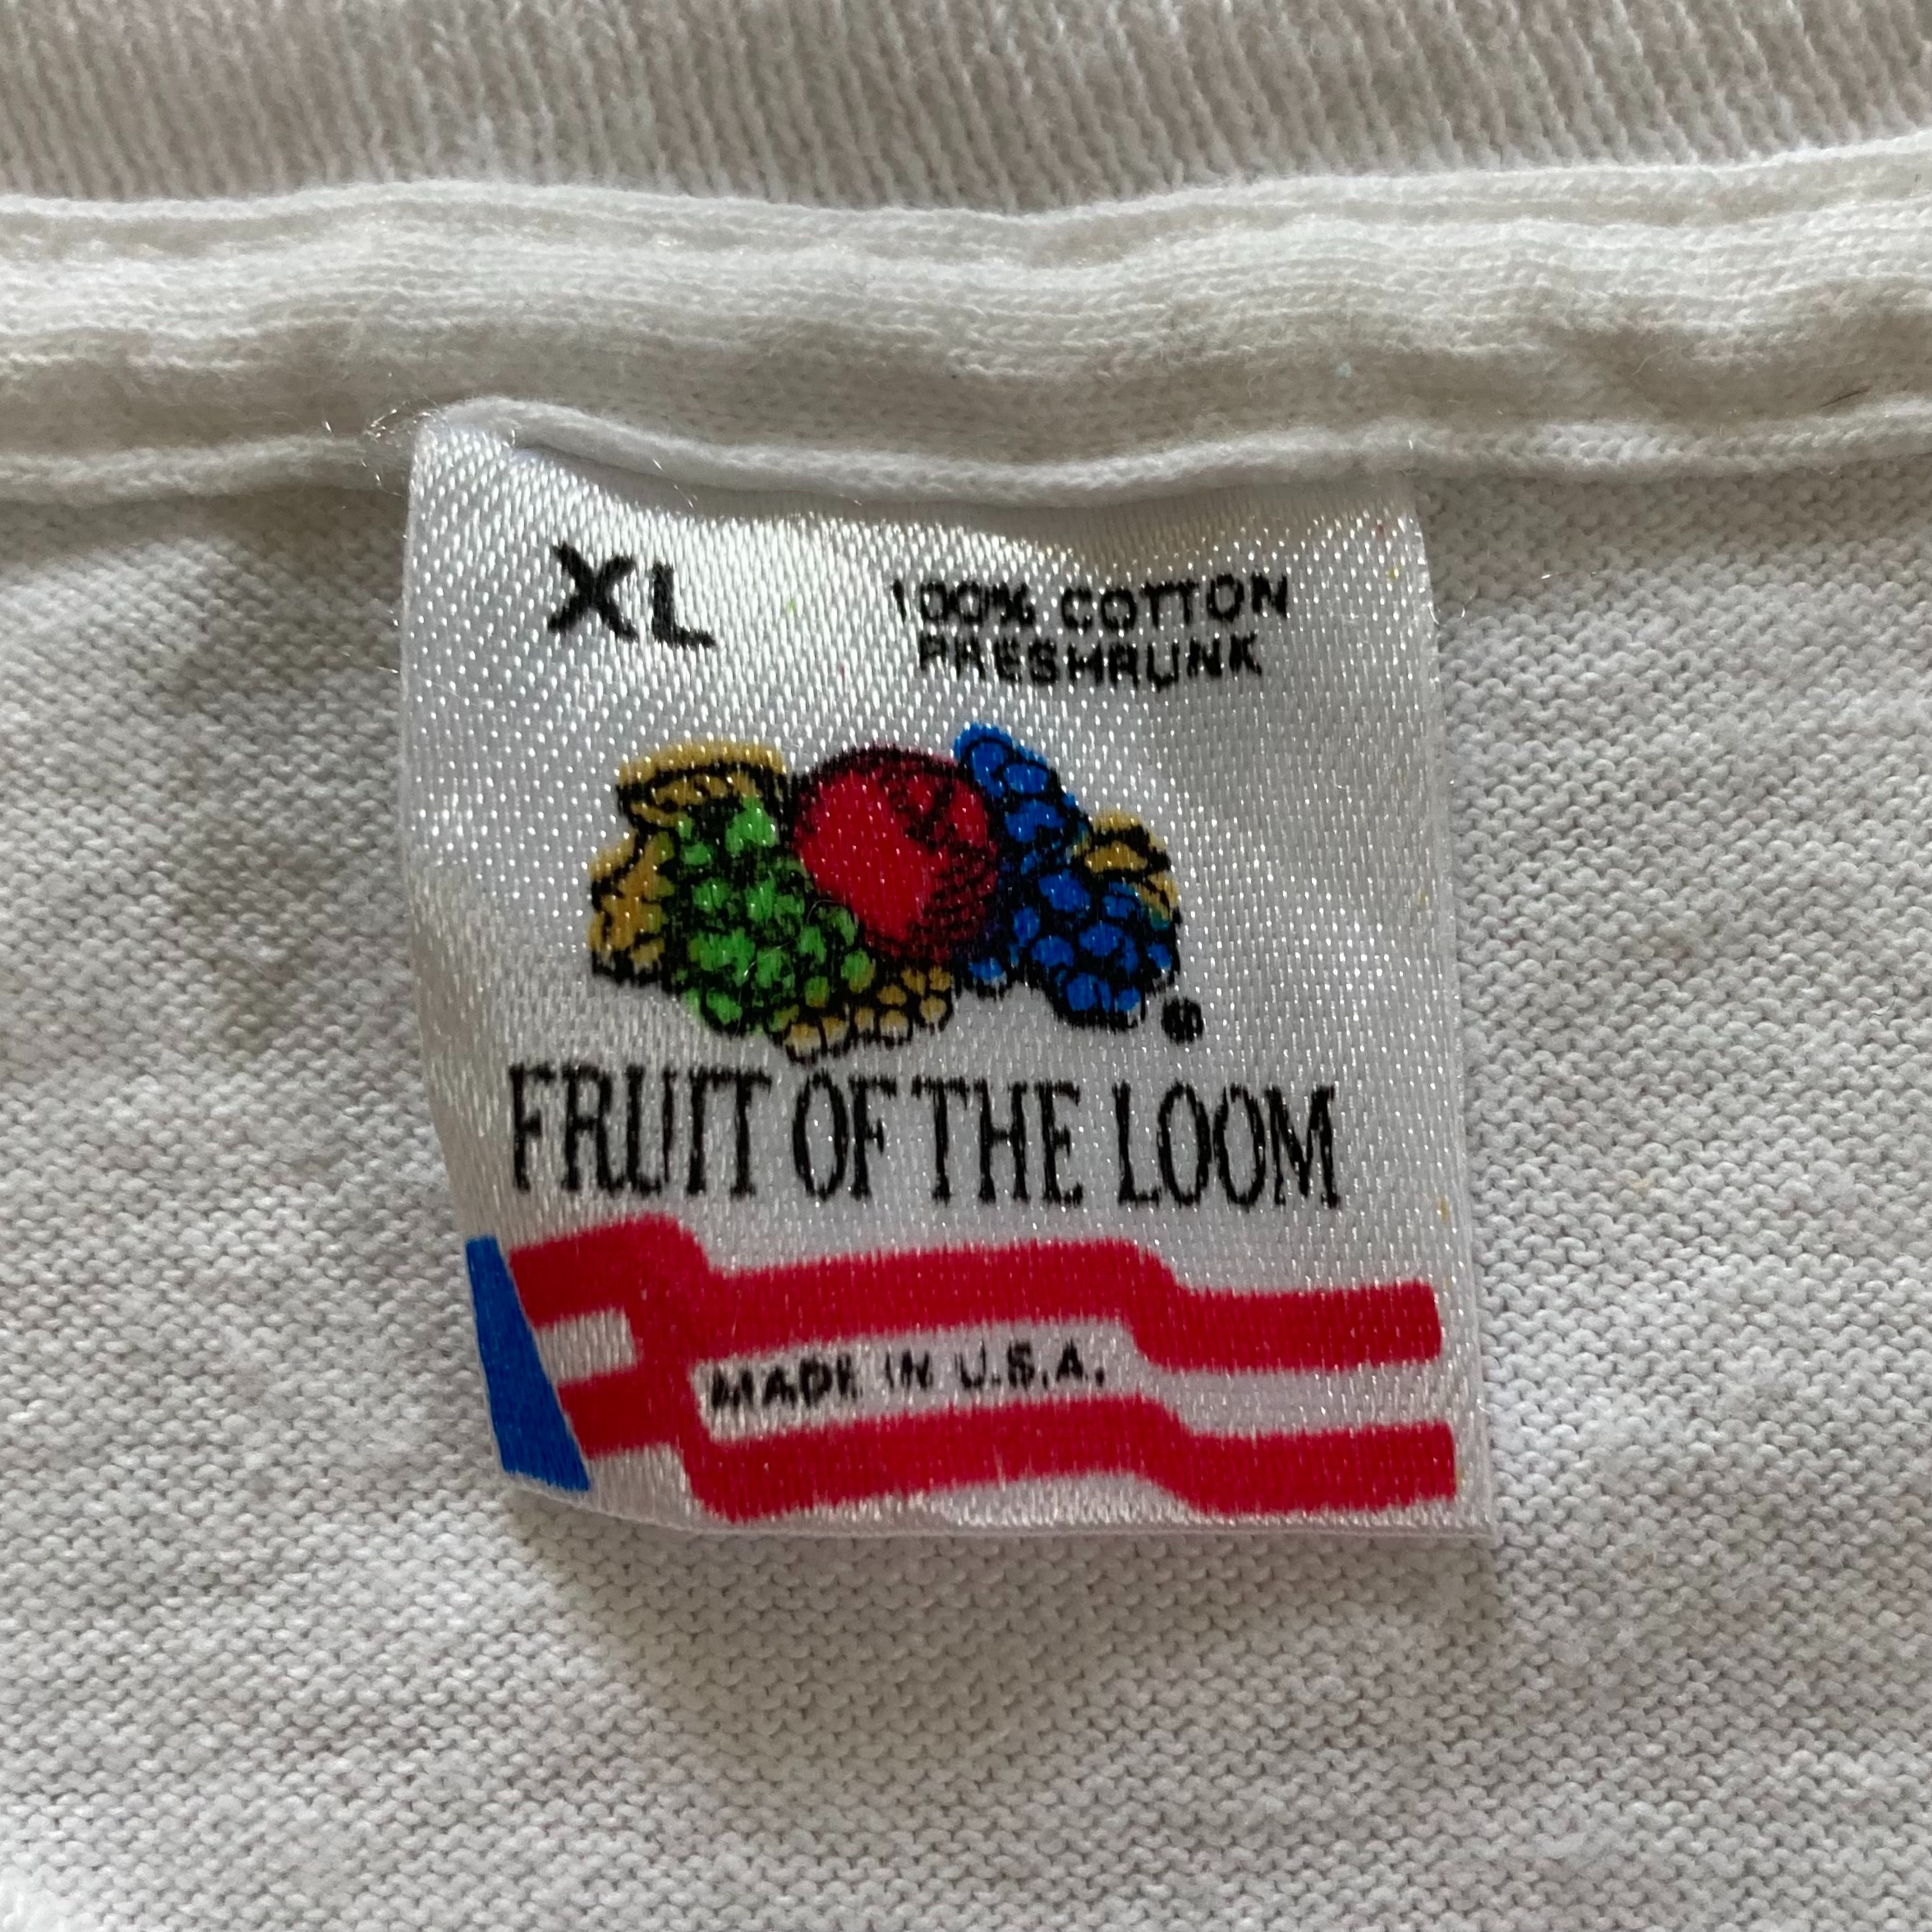 XL
100% COTTON
PRESHRUNK
®
FRUIT OF THE LOOM
MADE IN U.S.A.